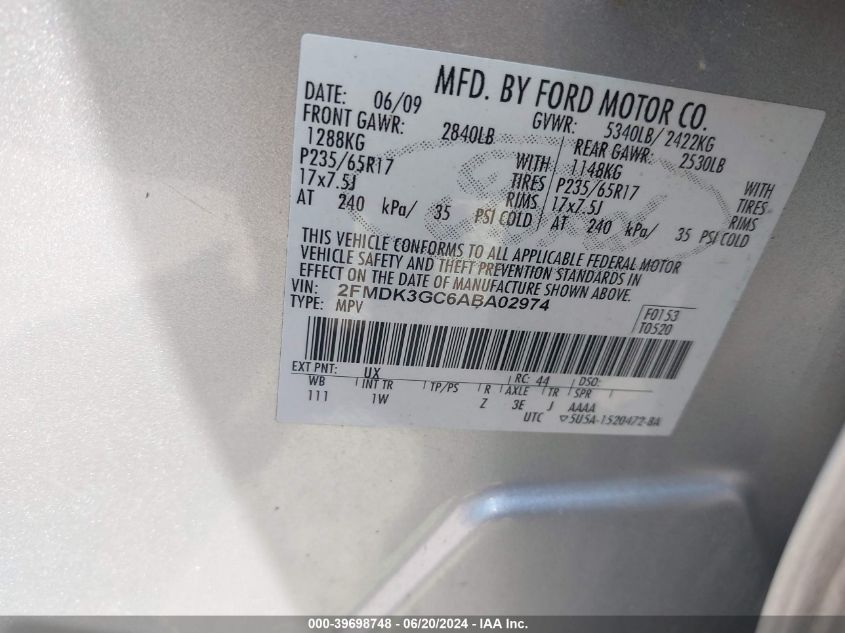 MFD. BY FORD MOTOR CO.
DATE: 06/09 GVWR: 5340LB/ 2422KG
FRONT GAWR: 2840LB REAR GAWR: 2530LB
1288KG WITH 1148KG WITH
P235/65R17 TIRES P235/65R17 TIRES
17x7.5J RIMS 17x7.5J RIMS
AT 240 kPa/ 35 PSI COLD AT 240 kPa/ 35 PSI COLD
Ford
THIS VEHICLE CONFORMS TO ALL APPLICABLE FEDERAL MOTOR
VEHICLE SAFETY AND THEFT PREVENTION STANDARDS IN
EFFECT ON THE DATE OF MANUFACTURE SHOWN ABOVE.
VIN: 2FMDK3GC6ABA02974
TYPE: MPV
F0153
T0520
EXT PNT: UX RC: 44 DSO:
WB INT TR TP/PS R AXLE TR SPR
111 1W Z 3E J AAAA
UTC ▽5U5A-1520472-BA
000-39698748 / 06/20/2024 - IAA Inc.